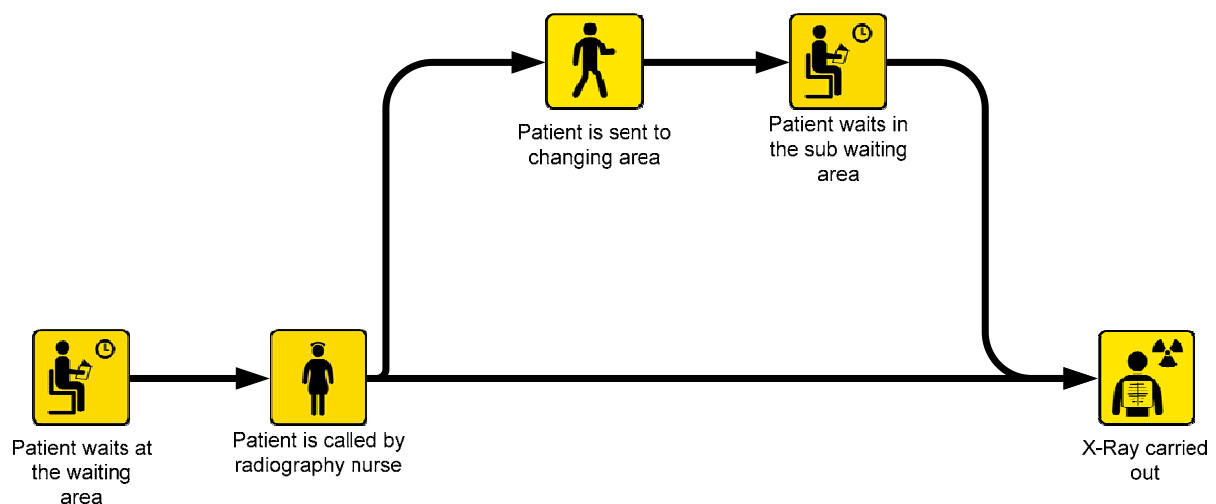 Patient is sent to
changing area
Patient waits in
the sub waiting
area
Patient waits at
the waiting
area
Patient is called by
radiography nurse
X-Ray carried
out